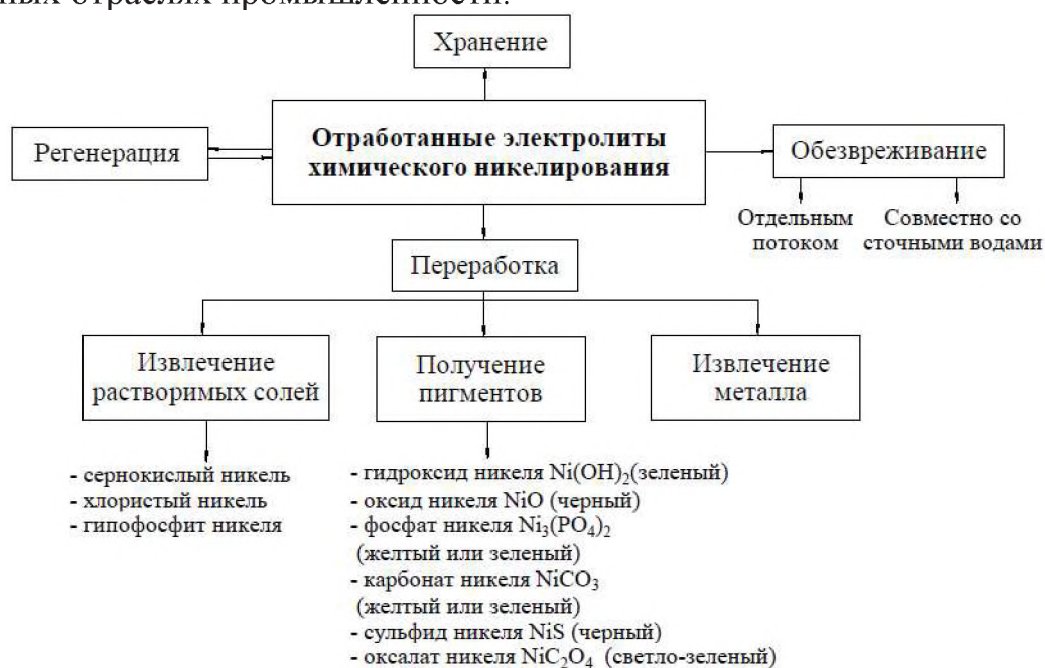 ных отраслях промышленности.
Хранение
Отработанные электролиты
химического никелирования
Регенерация
Обезвреживание
Отдельным
потоком
Совместно со
сточными водами
Переработка
Извлечение
растворимых солей
Получение
пигментов
Извлечение
металла
- сернокислый никель
- хлористый никель
- гипофосфит никеля
- гидроксид никеля Ni(OH)₂(зеленый)
- оксид никеля NiO (черный)
- фосфат никеля Ni₃(PO₄)₂
(желтый или зеленый)
- карбонат никеля NiCO₃
(желтый или зеленый)
- сульфид никеля NiS (черный)
- оксалат никеля NiC₂O₄ (светло-зеленый)